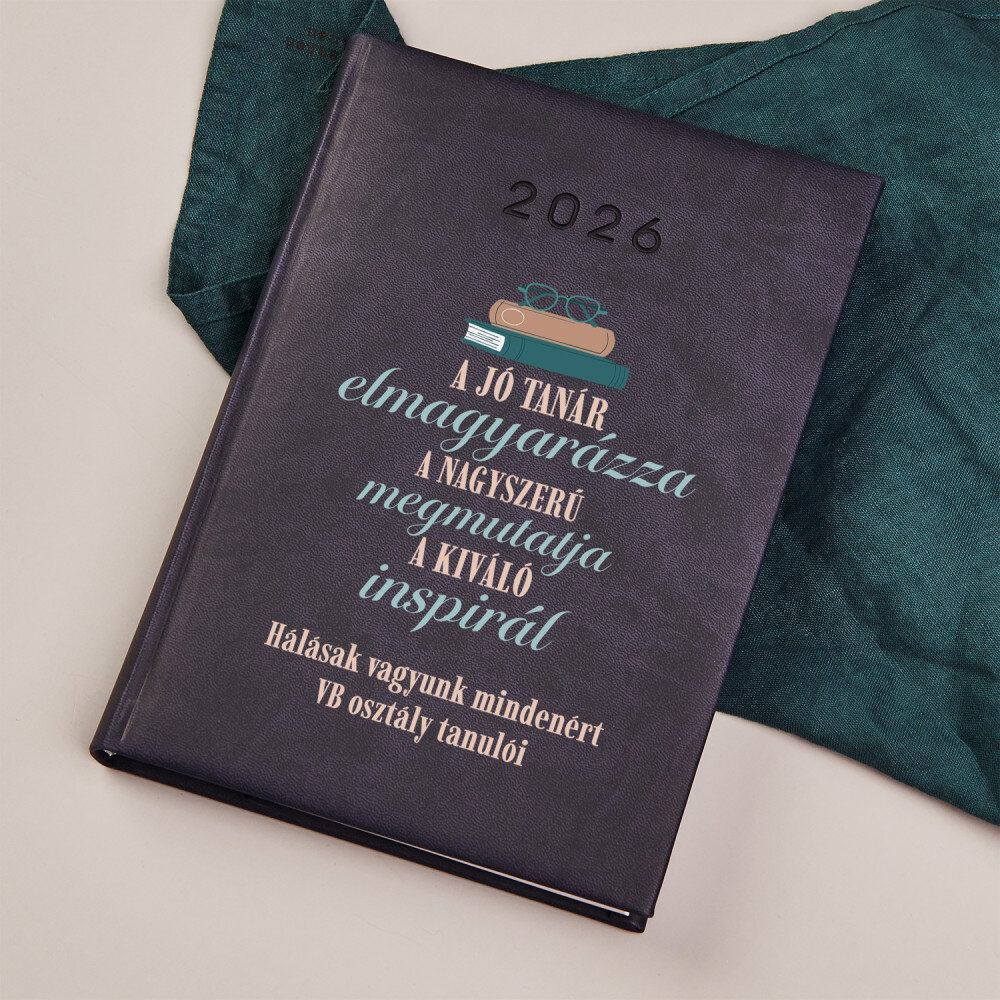 2026
A JÓ TANÁR
elmagyarázza
A NAGYSZERŰ
megmutatja
A KIVÁLÓ
inspirál
Hálásak vagyunk mindenért
VB osztály tanulói